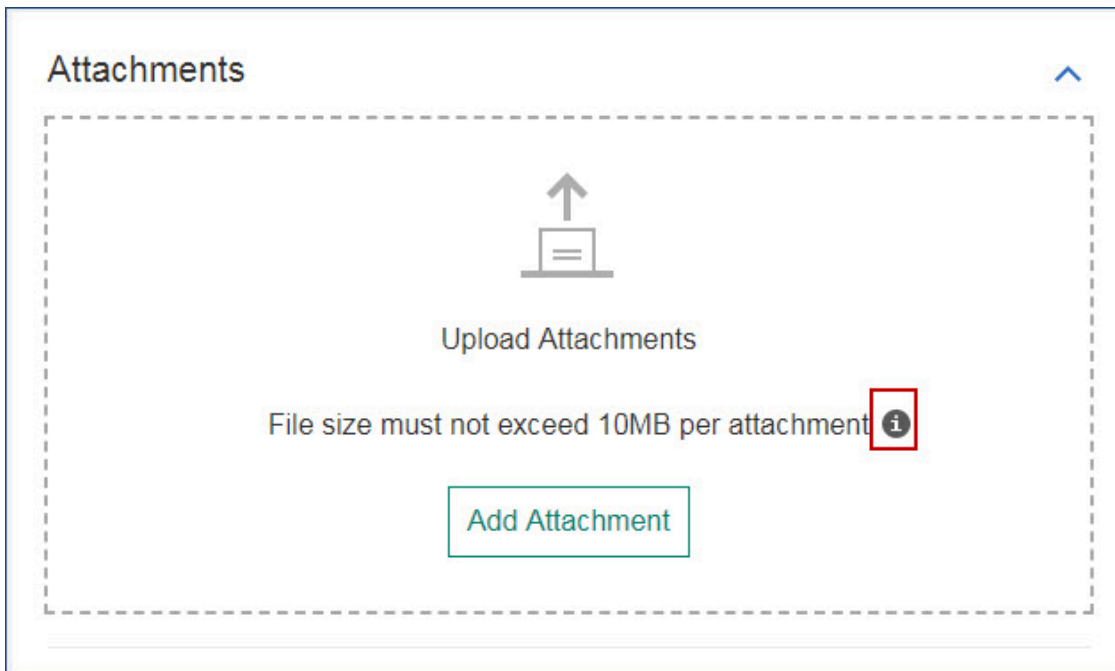 Attachments
Upload Attachments
File size must not exceed 10MB per attachment
Add Attachment